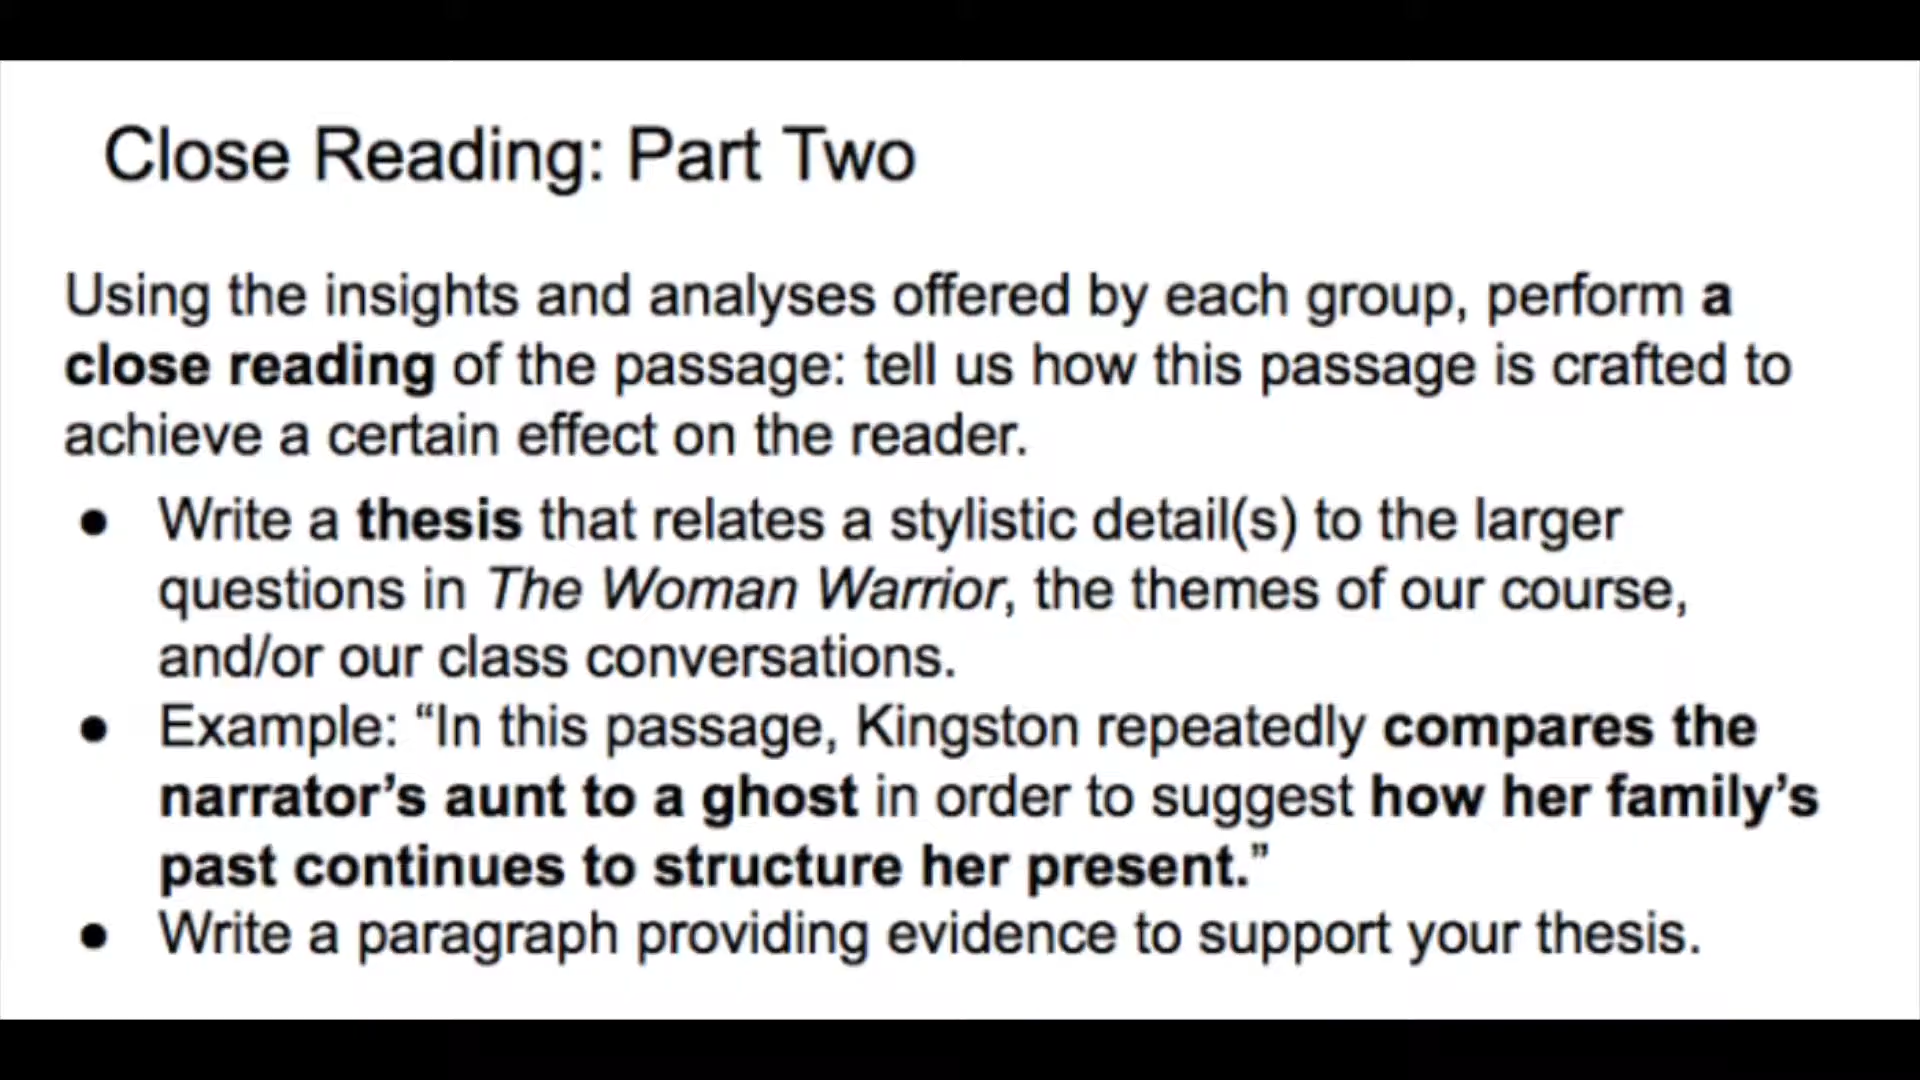 Close Reading: Part Two
Using the insights and analyses offered by each group, perform a
close reading of the passage: tell us how this passage is crafted to
achieve a certain effect on the reader.
● Write a thesis that relates a stylistic detail(s) to the larger
questions in The Woman Warrior, the themes of our course,
and/or our class conversations.
● Example: “In this passage, Kingston repeatedly compares the
narrator’s aunt to a ghost in order to suggest how her family’s
past continues to structure her present.”
● Write a paragraph providing evidence to support your thesis.